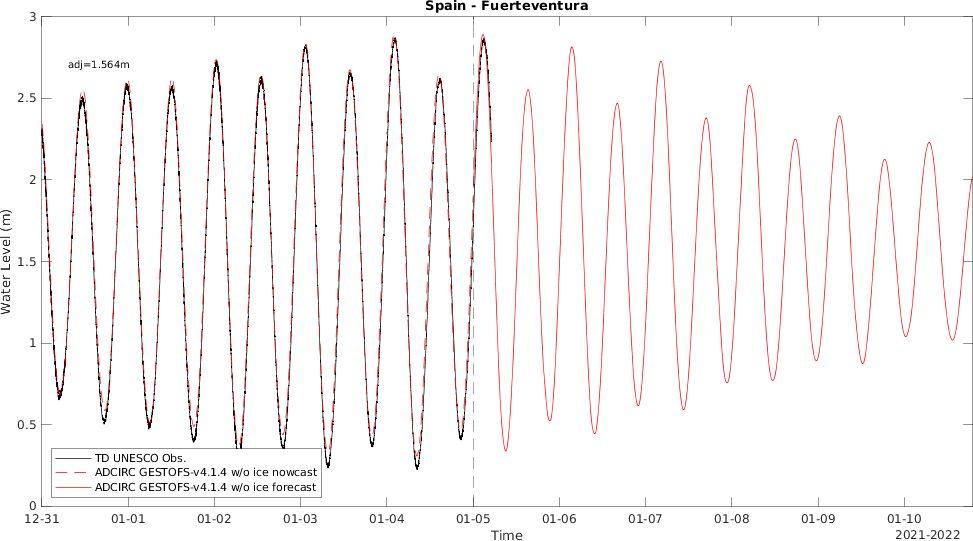 Spain - Fuerteventura
3
adj=1.564m
2.5
2
1.5
1
0.5
0
Water Level (m)
TD UNESCO Obs.
ADCIRC GESTOFS-v4.1.4 w/o ice nowcast
ADCIRC GESTOFS-v4.1.4 w/o ice forecast
12-31 01-01 01-02 01-03 01-04 01-05 01-06 01-07 01-08 01-09 01-10
Time
2021-2022